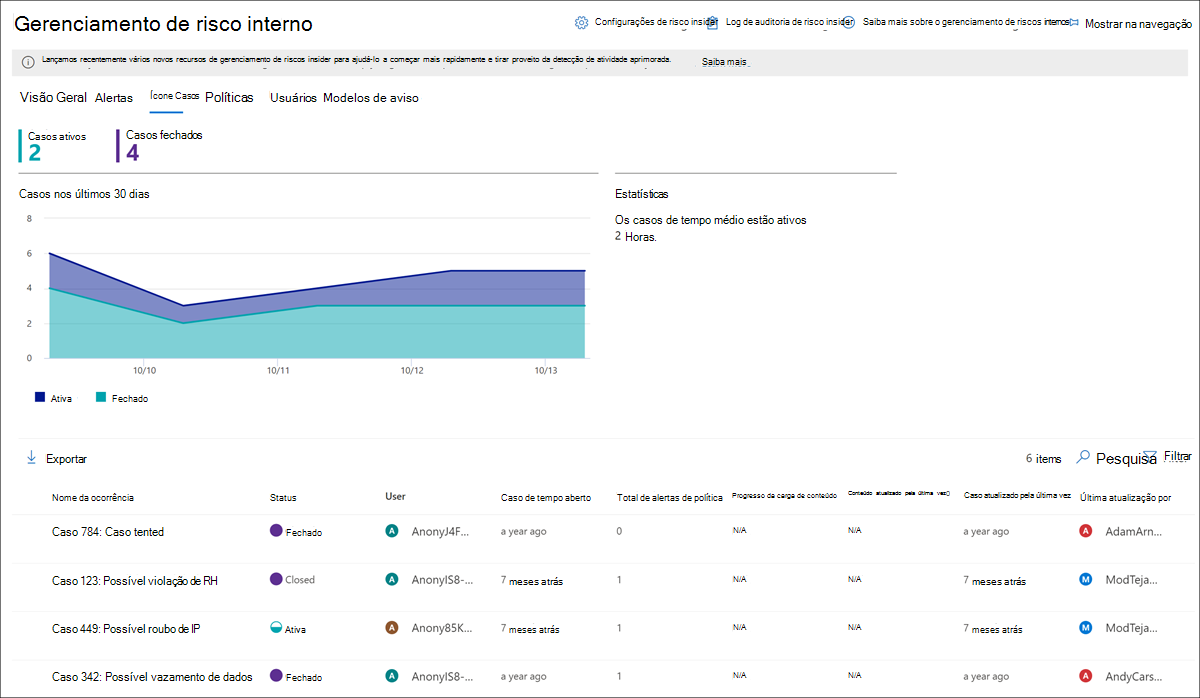 Gerenciamento de risco interno
Configurações de risco insider
Log de auditoria de risco insider
Saiba mais sobre o gerenciamento de riscos internos
Mostrar na navegação
Lançamos recentemente vários novos recursos de gerenciamento de riscos insider para ajudá-lo a começar mais rapidamente e tirar proveito da detecção de atividade aprimorada. Saiba mais
Visão Geral Alertas Ícone Casos Políticas Usuários Modelos de aviso
Casos ativos Casos fechados
2 4
Casos nos últimos 30 dias
8
6
4
2
0
10/10 10/11 10/12 10/13
Ativa Fechado
Estatísticas
Os casos de tempo médio estão ativos
2 Horas.
Exportar 6 items Pesquisa Filtrar
Nome da ocorrência Status User Caso de tempo aberto Total de alertas de política Progresso da carga de conteúdo Conteúdo atualizado pela última vez() Caso atualizado pela última vez Última atualização por
Caso 784: Caso tented Fechado A AnonyJ4F... a year ago 0 N/A N/A a year ago A AdamArn...
Caso 123: Possível violação de RH Closed A AnonyIS8-... 7 meses atrás 1 N/A N/A 7 meses atrás M ModTeja...
Caso 449: Possível roubo de IP Ativa A Anony85K... 7 meses atrás 1 N/A N/A 7 meses atrás M ModTeja...
Caso 342: Possível vazamento de dados Fechado A AnonyIS8-... a year ago 1 N/A N/A a year ago A AndyCars...